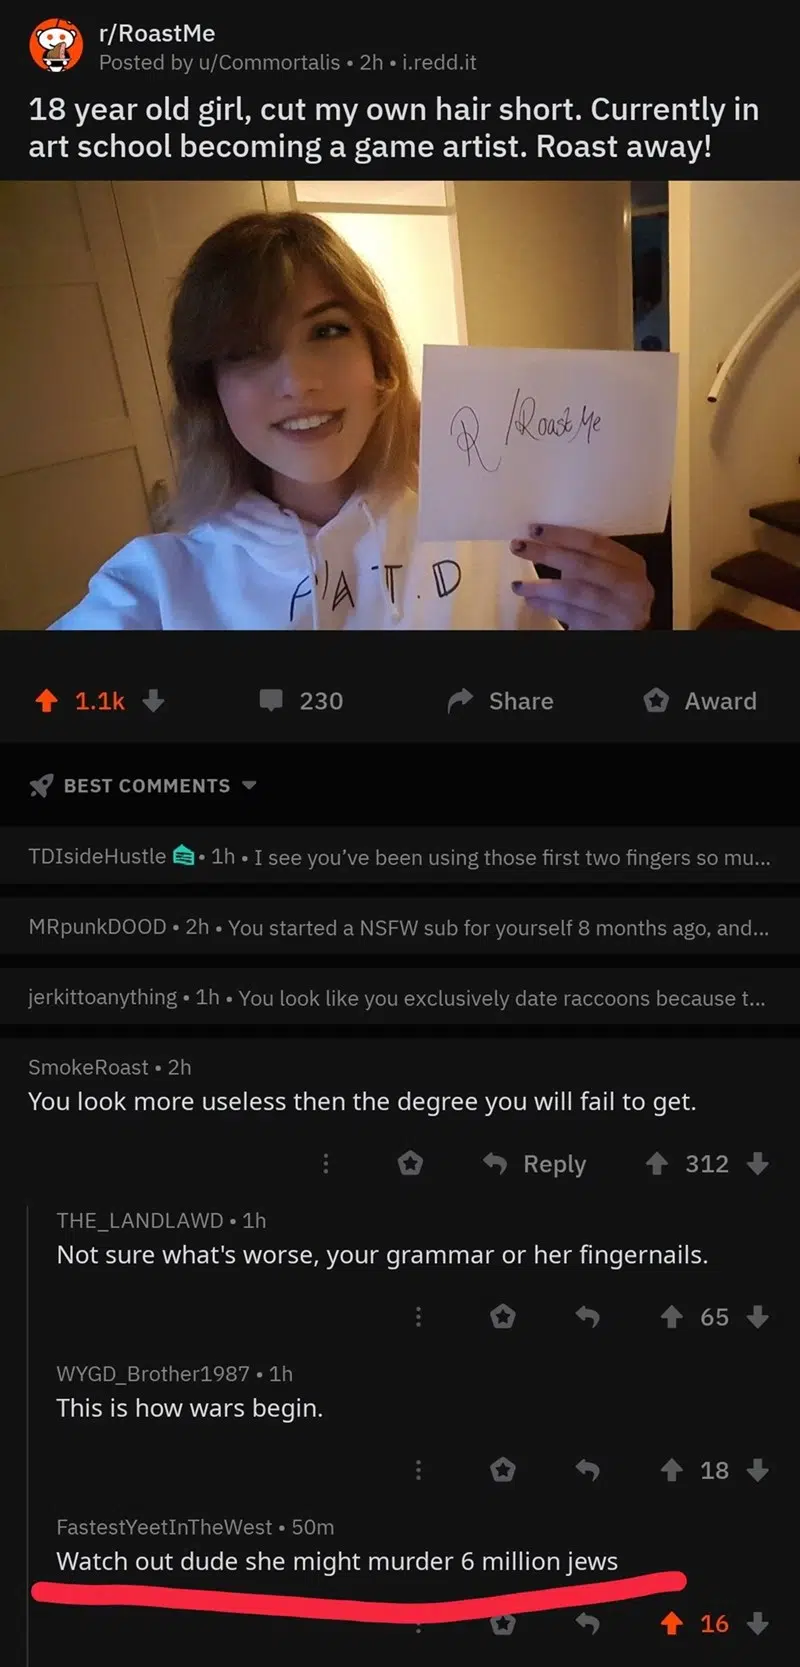 r/RoastMe
Posted by u/Commortalis • 2h • i.redd.it
18 year old girl, cut my own hair short. Currently in
art school becoming a game artist. Roast away!
R/RoastMe
P!ATD
1.1k
230
Share
Award
BEST COMMENTS
TDIsideHustle • 1h • I see you’ve been using those first two fingers so mu...
MRpunkDOOD • 2h • You started a NSFW sub for yourself 8 months ago, and...
jerkittoanything • 1h • You look like you exclusively date raccoons because t...
SmokeRoast • 2h
You look more useless then the degree you will fail to get.
Reply
312
THE_LANDLAWD • 1h
Not sure what's worse, your grammar or her fingernails.
65
WYGD_Brother1987 • 1h
This is how wars begin.
18
FastestYeetInTheWest • 50m
Watch out dude she might murder 6 million jews
16